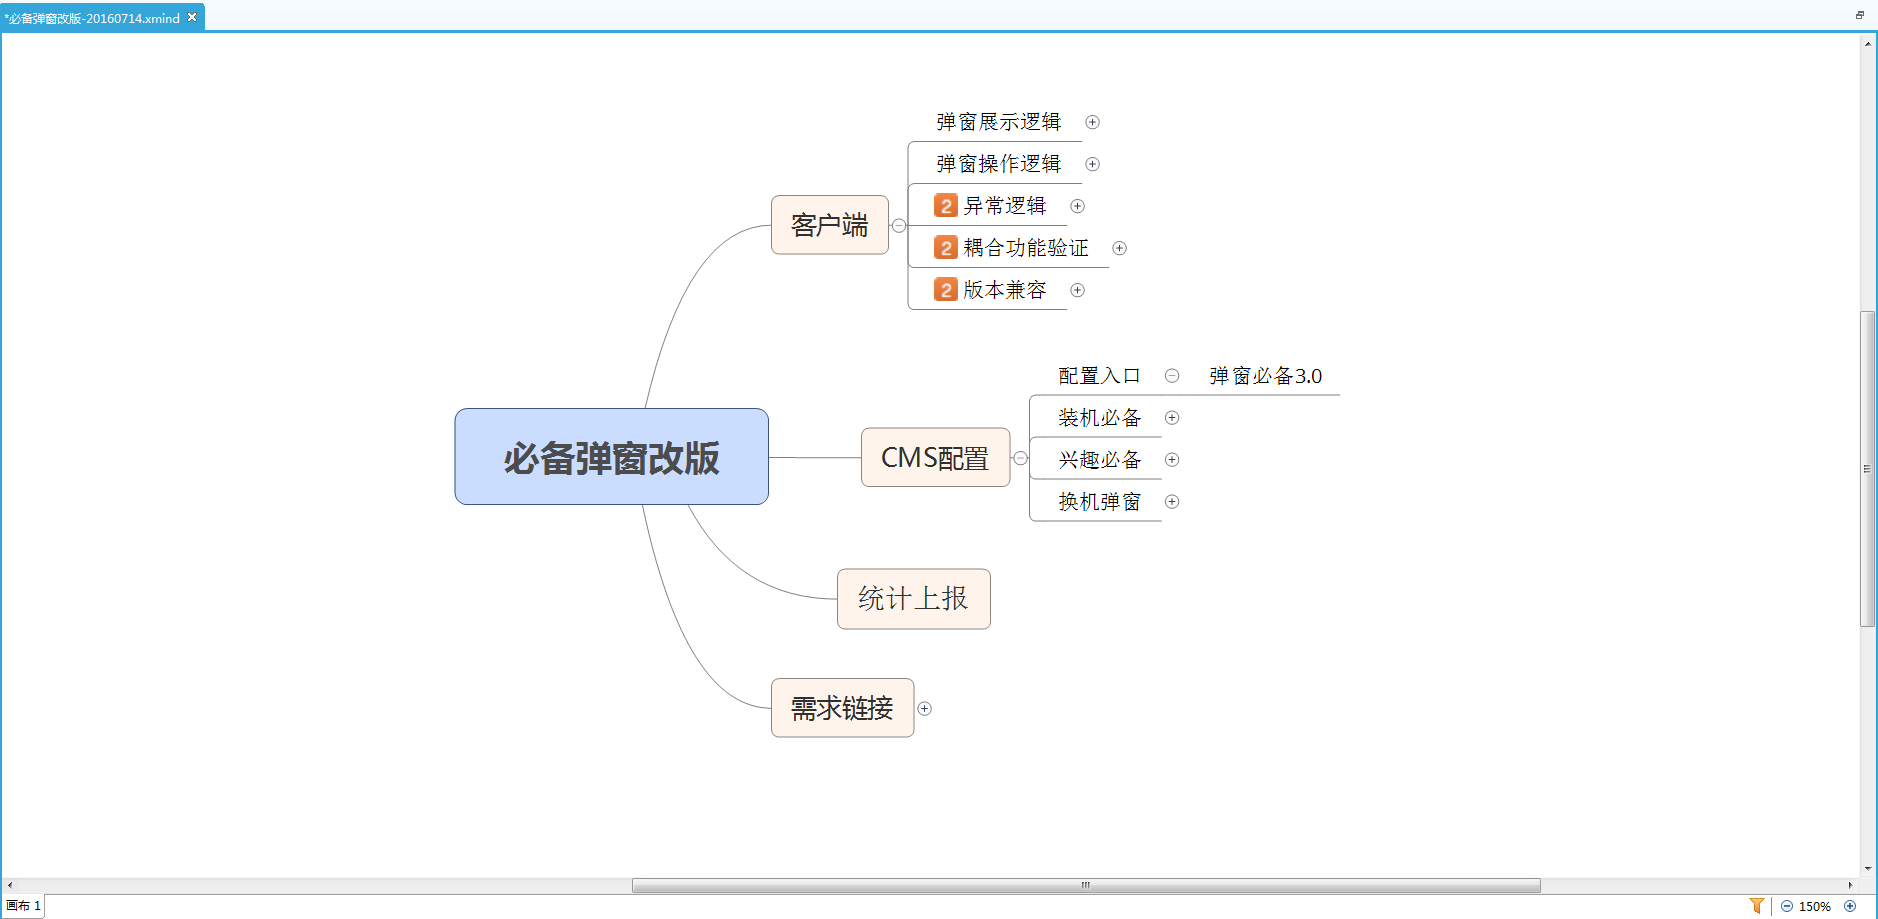 *必备弹窗改版-20160714.xmind
弹窗展示逻辑
弹窗操作逻辑
2 异常逻辑
2 耦合功能验证
2 版本兼容
客户端
配置入口
弹窗必备3.0
装机必备
兴趣必备
换机弹窗
CMS配置
必备弹窗改版
统计上报
需求链接
画布 1
150%